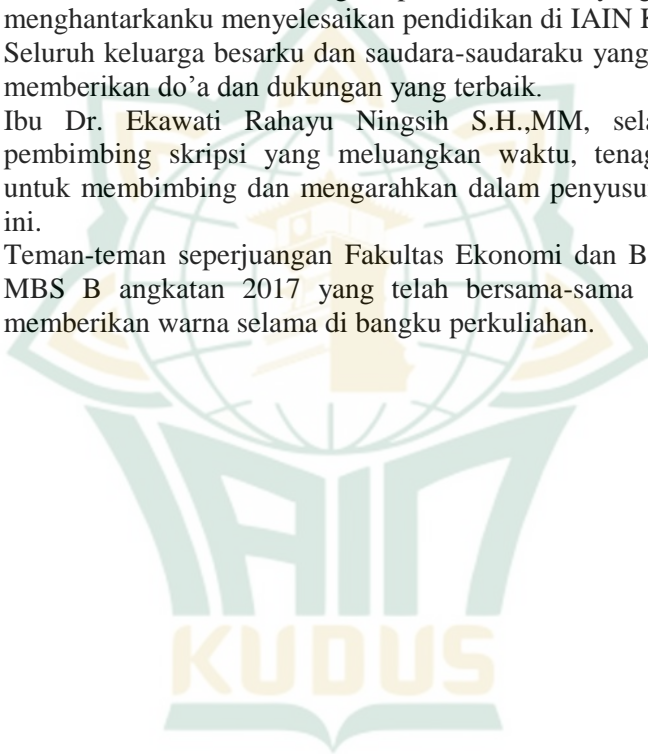 menghantarkanku menyelesaikan pendidikan di IAIN
Seluruh keluarga besarku dan saudara-saudaraku yang
memberikan do'a dan dukungan yang terbaik.
Ibu Dr. Ekawati Rahayu Ningsih S.H.,MM,
pembimbing skripsi yang meluangkan waktu,
untuk membimbing dan mengarahkan dalam
ini.
Teman-teman seperjuangan Fakultas Ekonomi dan
MBS B angkatan 2017 yang telah bersama-sama
memberikan warna selama di bangku perkuliahan.
IAIN
KUDUS